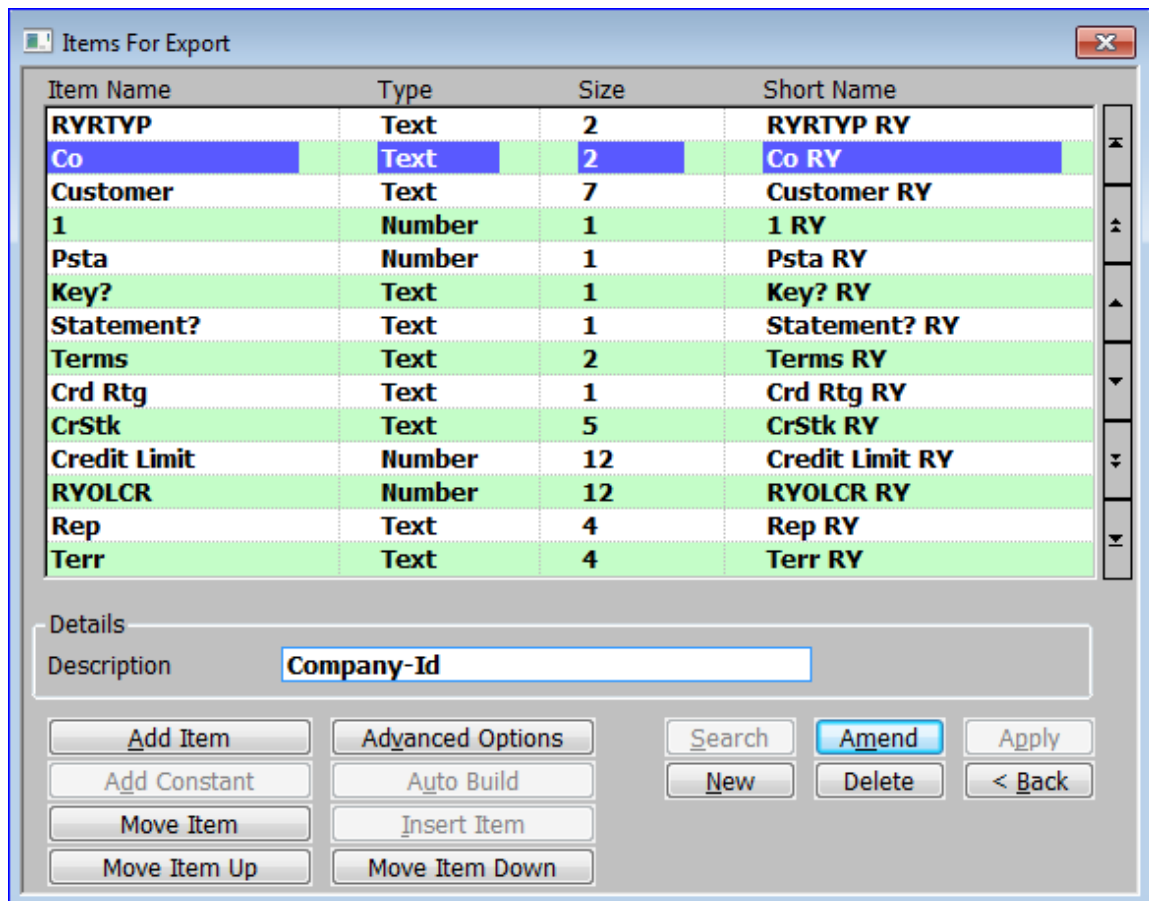 Items For Export
Item Name Type Size Short Name
RYRTYP Text 2 RYRTYP RY
Co Text 2 Co RY
Customer Text 7 Customer RY
1 Number 1 1 RY
Psta Number 1 Psta RY
Key? Text 1 Key? RY
Statement? Text 1 Statement? RY
Terms Text 2 Terms RY
Crd Rtg Text 1 Crd Rtg RY
CrStk Text 5 CrStk RY
Credit Limit Number 12 Credit Limit RY
RYOLCR Number 12 RYOLCR RY
Rep Text 4 Rep RY
Terr Text 4 Terr RY
Details
Description Company-Id
Add Item Advanced Options Search Amend Apply
Add Constant Auto Build New Delete < Back
Move Item Insert Item
Move Item Up Move Item Down